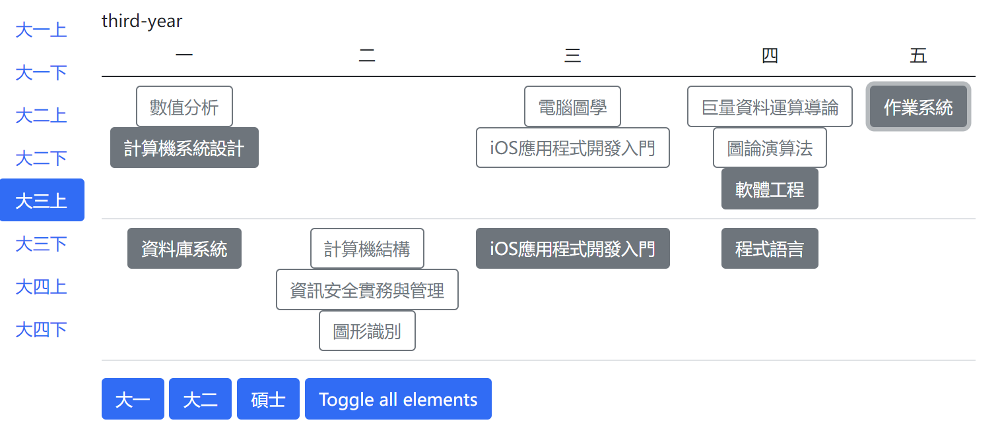 大一上
大一下
大二上
大二下
大三上
大三下
大四上
大四下
third-year
一 二 三 四 五
數值分析 電腦圖學 巨量資料運算導論 作業系統
計算機系統設計 iOS應用程式開發入門 圖論演算法
軟體工程
資料庫系統 計算機結構 iOS應用程式開發入門 程式語言
資訊安全實務與管理
圖形識別
大一 大二 碩士 Toggle all elements